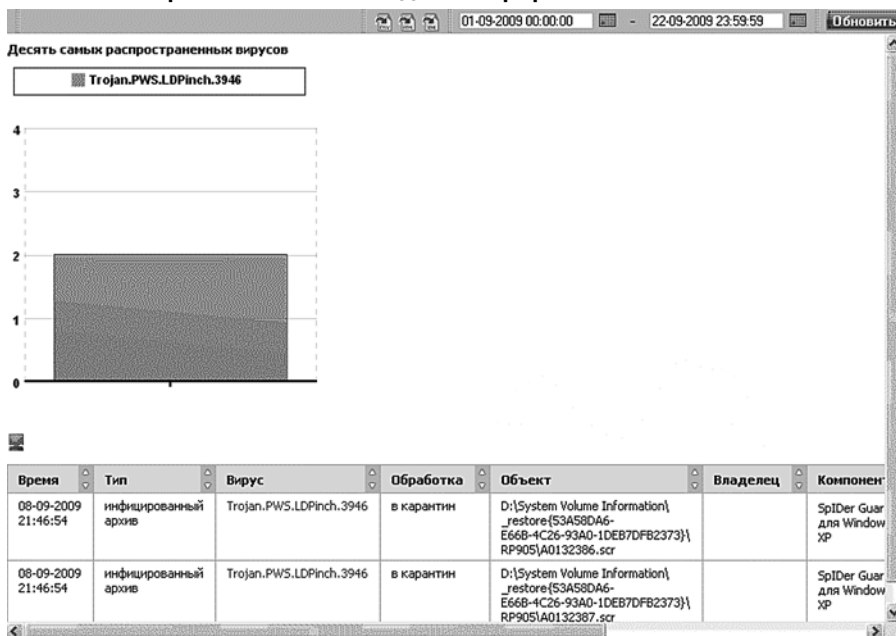 01-09-2009 00:00:00 - 22-09-2009 23:59:59 Обновить
Десять самых распространенных вирусов
Trojan.PWS.LDPinch.3946
4
3
2
1
0
Время Тип Вирус Обработка Объект Владелец Компонент
08-09-2009 инфицированный Trojan.PWS.LDPinch.3946 в карантин D:\System Volume Information\ SpIDer Guar
21:46:54 архив _restore{53A58DA6- для Window
E66B-4C26-93A0-1DEB7DFB2373}\ XP
RP905\A0132386.scr
08-09-2009 инфицированный Trojan.PWS.LDPinch.3946 в карантин D:\System Volume Information\ SpIDer Guar
21:46:54 архив _restore{53A58DA6- для Window
E66B-4C26-93A0-1DEB7DFB2373}\ XP
RP905\A0132387.scr